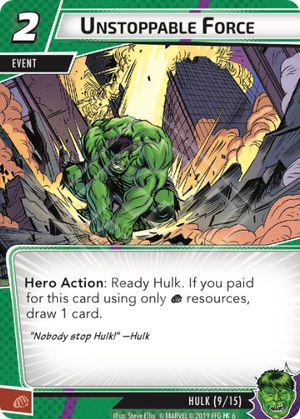 2
UNSTOPPABLE FORCE
EVENT
Hero Action: Ready Hulk. If you paid
for this card using only resources,
draw 1 card.
"Nobody stop Hulk!" —Hulk
HULK (9/15)
Illus. Steve Ellis © MARVEL © 2019 FFG HK 6